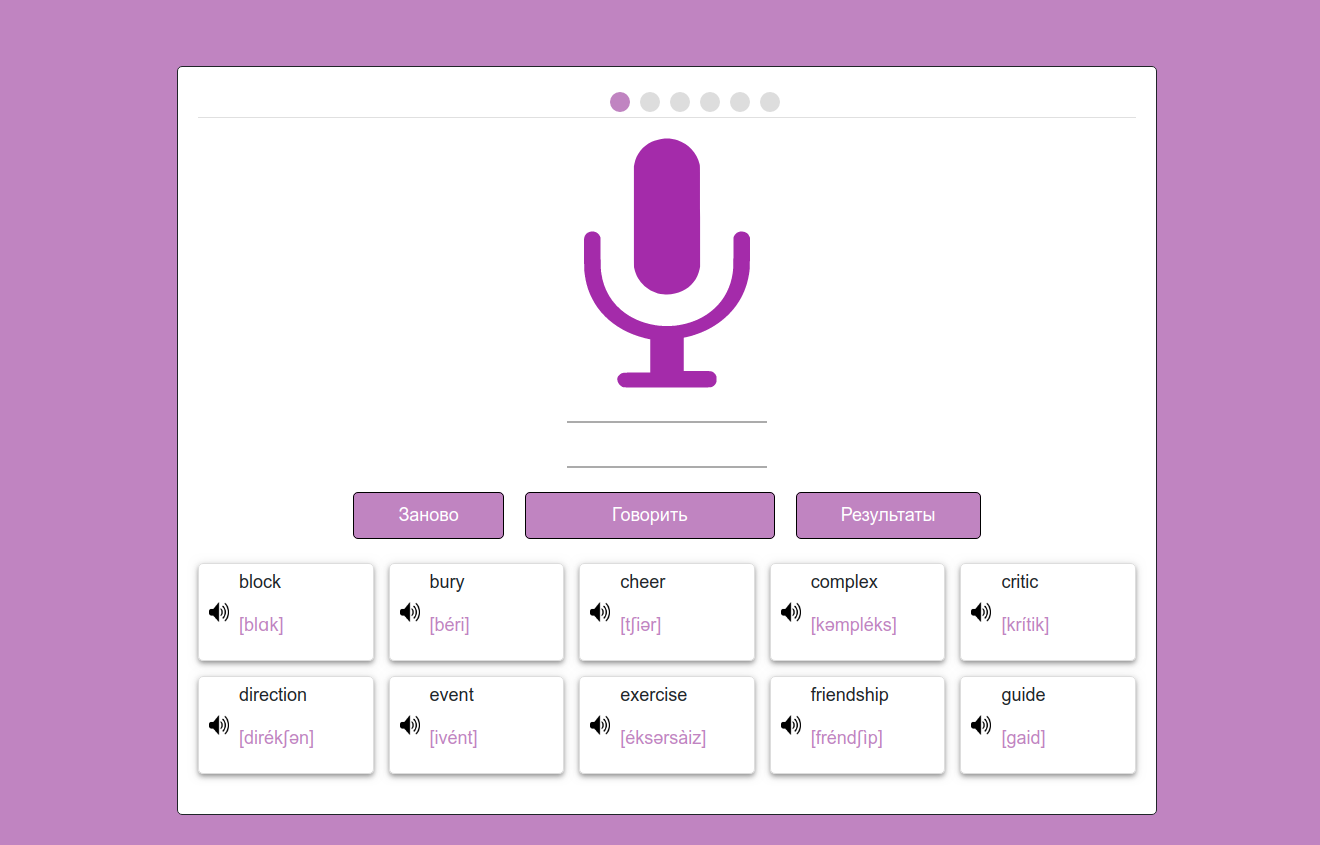 Заново
Говорить
Результаты
block
[blɑk]
bury
[béri]
cheer
[tʃiər]
complex
[kəmpléks]
critic
[krítik]
direction
[dirékʃən]
event
[ivént]
exercise
[éksərsàiz]
friendship
[fréndʃìp]
guide
[gaid]